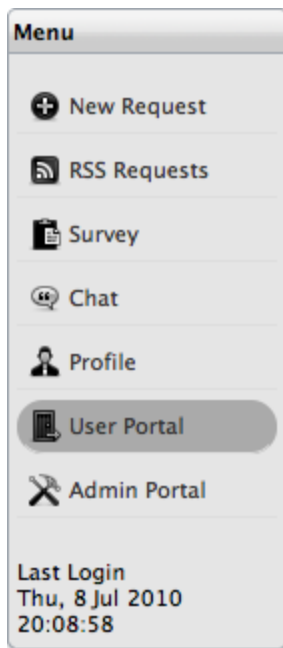 Menu
New Request
RSS Requests
Survey
Chat
Profile
User Portal
Admin Portal
Last Login
Thu, 8 Jul 2010
20:08:58